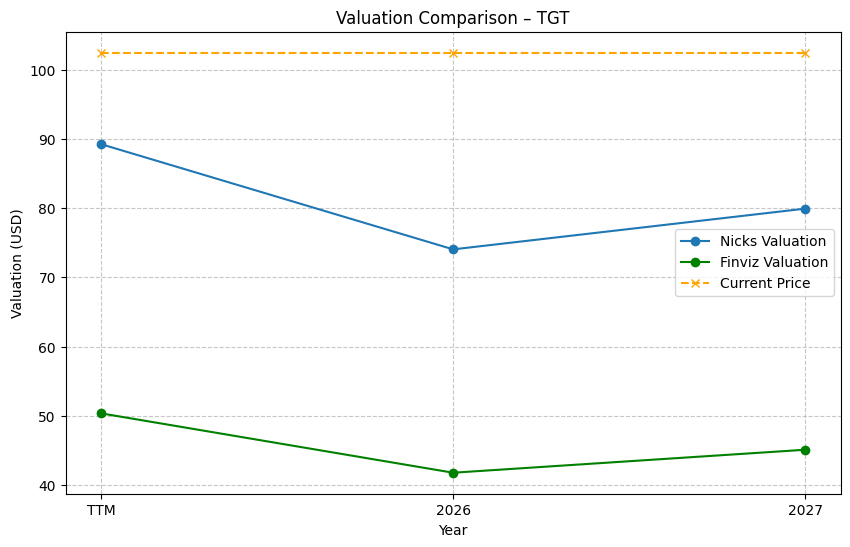 Valuation Comparison – TGT
Valuation (USD)
100
90
80
70
60
50
40
Nicks Valuation
Finviz Valuation
Current Price
TTM
2026
2027
Year